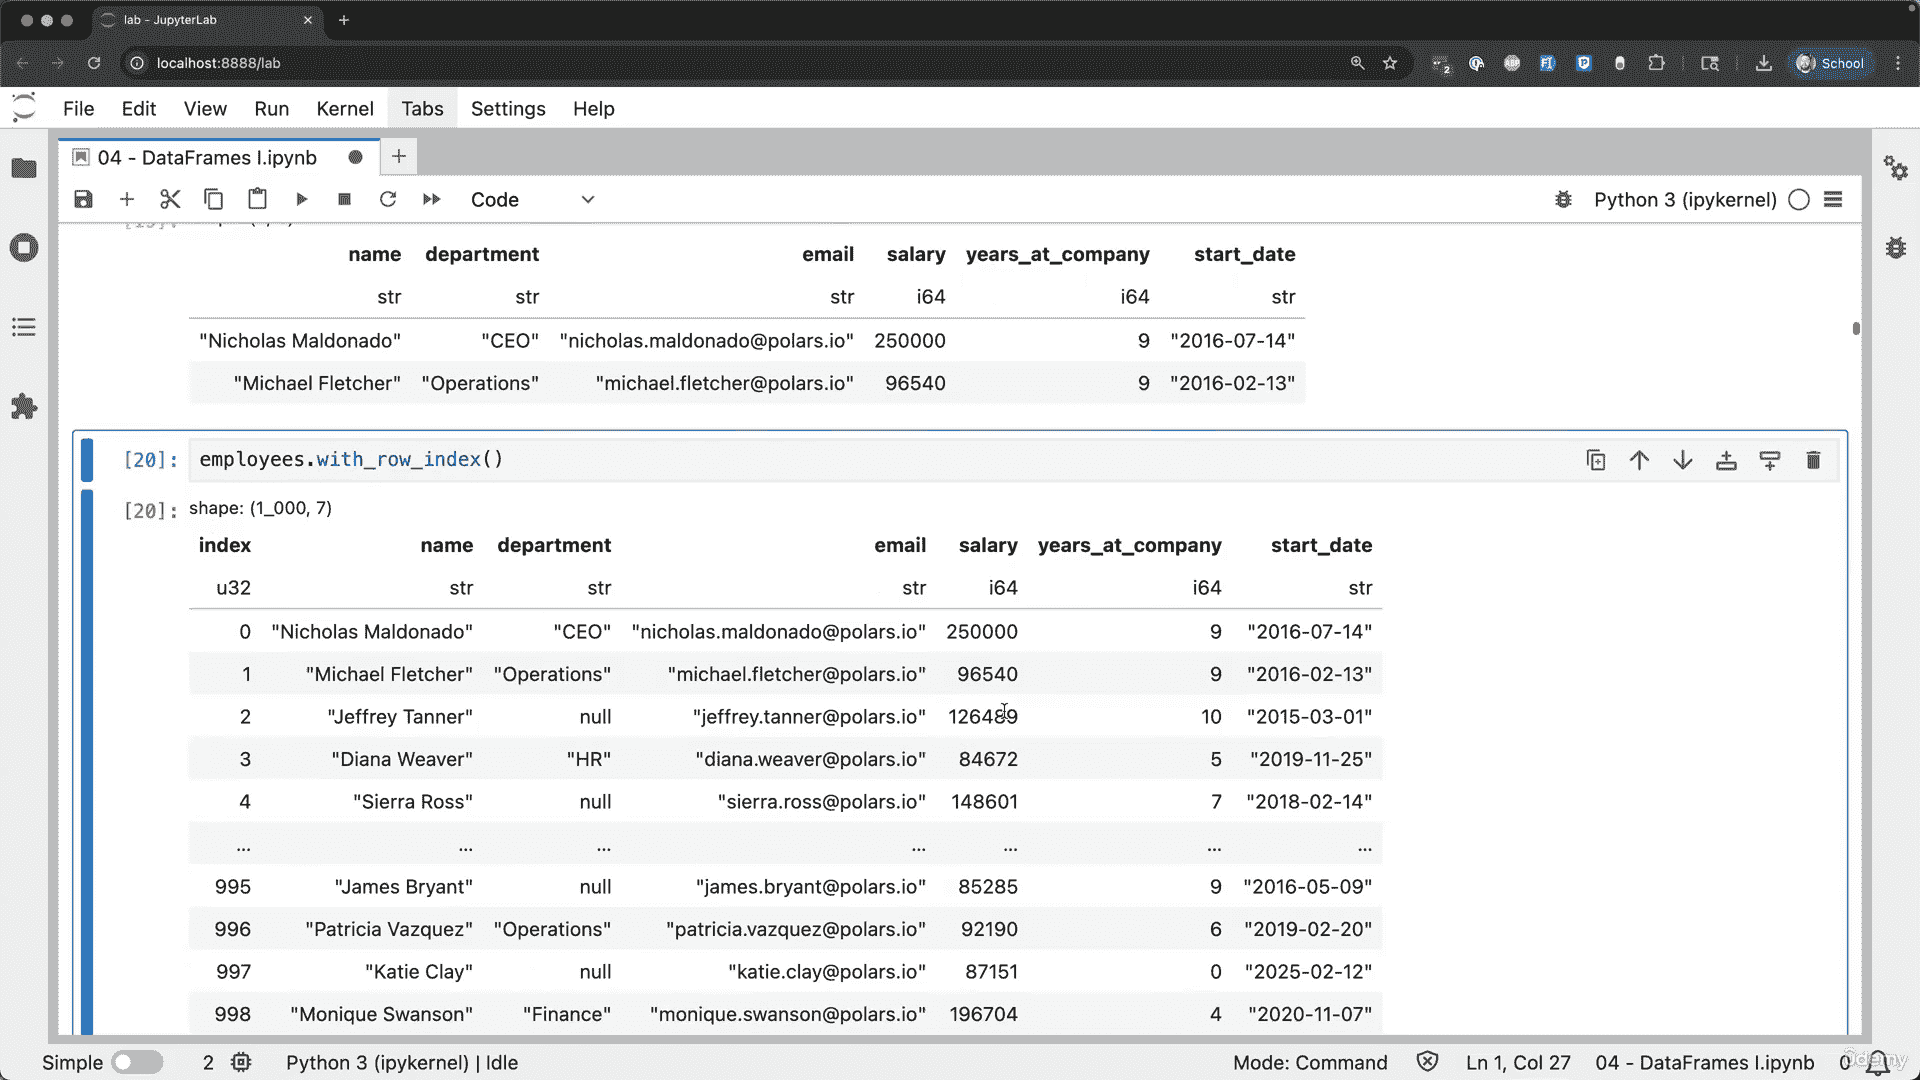 lab - JupyterLab
localhost:8888/lab
2
School
File Edit View Run Kernel Tabs Settings Help
04 - DataFrames I.ipynb
Code
Python 3 (ipykernel)
name department email salary years_at_company start_date
str str str i64 i64 str
"Nicholas Maldonado" "CEO" "nicholas.maldonado@polars.io" 250000 9 "2016-07-14"
"Michael Fletcher" "Operations" "michael.fletcher@polars.io" 96540 9 "2016-02-13"
[20]: employees.with_row_index()
[20]: shape: (1_000, 7)
index name department email salary years_at_company start_date
u32 str str str i64 i64 str
0 "Nicholas Maldonado" "CEO" "nicholas.maldonado@polars.io" 250000 9 "2016-07-14"
1 "Michael Fletcher" "Operations" "michael.fletcher@polars.io" 96540 9 "2016-02-13"
2 "Jeffrey Tanner" null "jeffrey.tanner@polars.io" 126489 10 "2015-03-01"
3 "Diana Weaver" "HR" "diana.weaver@polars.io" 84672 5 "2019-11-25"
4 "Sierra Ross" null "sierra.ross@polars.io" 148601 7 "2018-02-14"
… … … … … … …
995 "James Bryant" null "james.bryant@polars.io" 85285 9 "2016-05-09"
996 "Patricia Vazquez" "Operations" "patricia.vazquez@polars.io" 92190 6 "2019-02-20"
997 "Katie Clay" null "katie.clay@polars.io" 87151 0 "2025-02-12"
998 "Monique Swanson" "Finance" "monique.swanson@polars.io" 196704 4 "2020-11-07"
Simple 2 Python 3 (ipykernel) | Idle Mode: Command Ln 1, Col 27 04 - DataFrames I.ipynb 0
Udemy